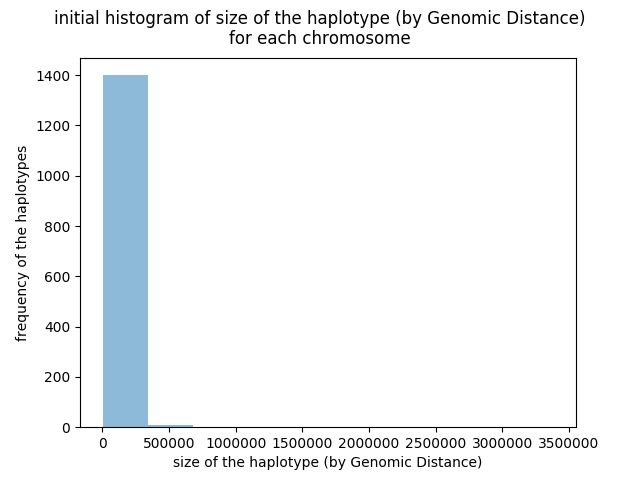 initial histogram of size of the haplotype (by Genomic Distance)
for each chromosome
frequency of the haplotypes
1400
1200
1000
800
600
400
200
0
0 500000 1000000 1500000 2000000 2500000 3000000 3500000
size of the haplotype (by Genomic Distance)